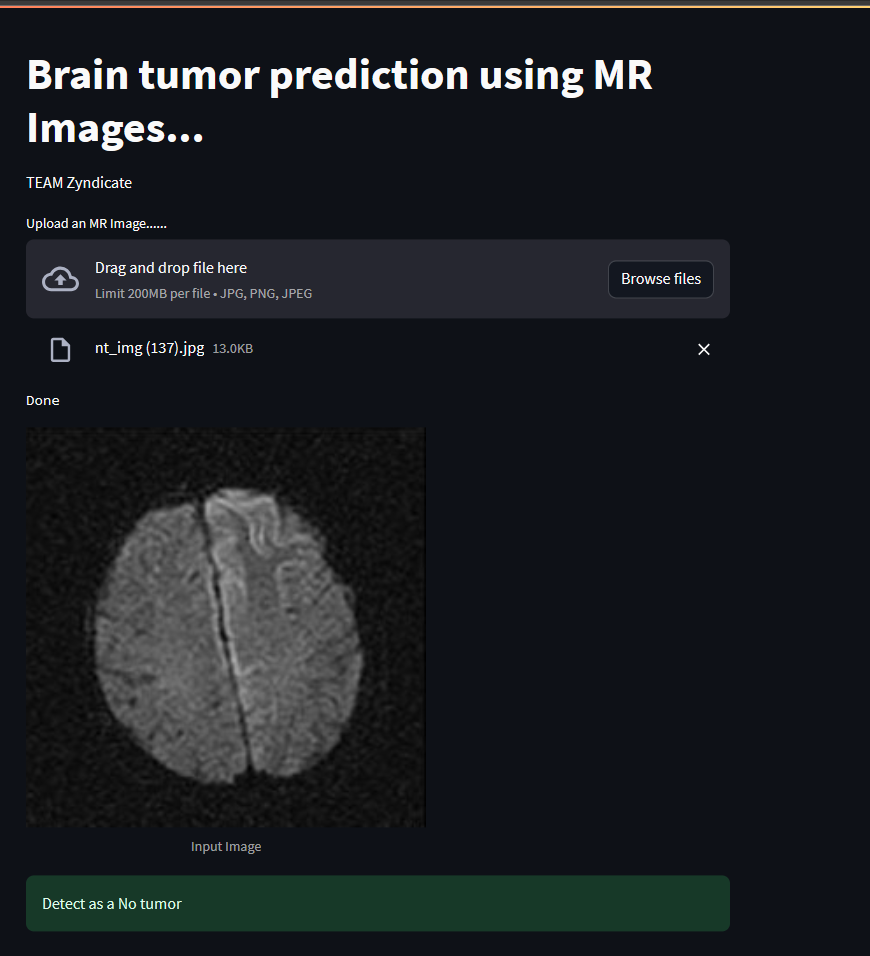 Brain tumor prediction using MR
Images...
TEAM Zyndicate
Upload an MR Image......
Drag and drop file here
Limit 200MB per file • JPG, PNG, JPEG
Browse files
nt_img (137).jpg 13.0KB
Done
Input Image
Detect as a No tumor